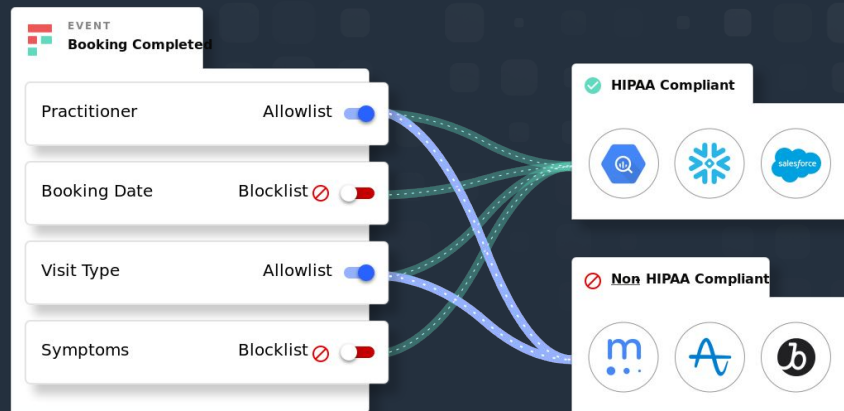 EVENT
Booking Completed
Practitioner Allowlist
Booking Date Blocklist
Visit Type Allowlist
Symptoms Blocklist
HIPAA Compliant
salesforce
Non HIPAA Compliant
m
b